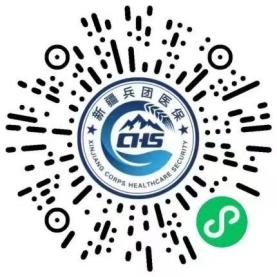 新疆兵团医保
CHS
XINJIANG CORPS HEALTHCARE SECURITY